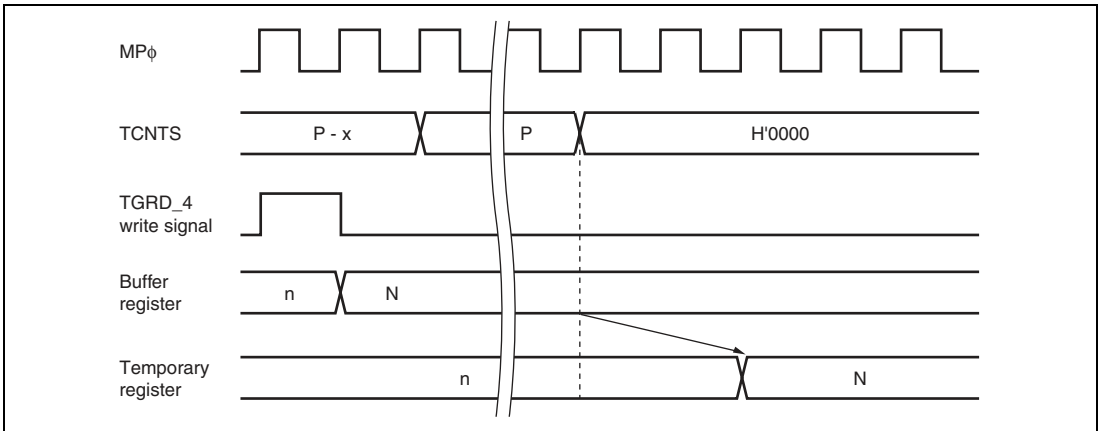 MPφ
TCNTS
P - x
P
H'0000
TGRD_4
write signal
Buffer
register
n
N
Temporary
register
n
N